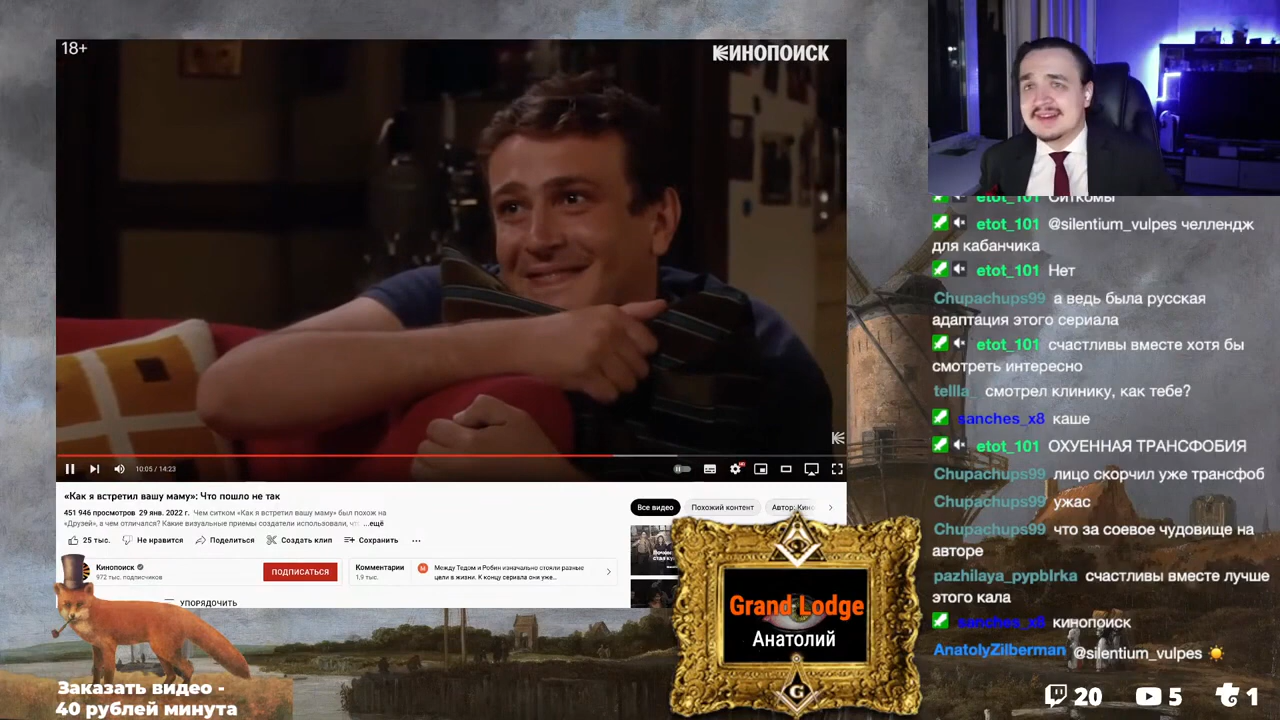 18+
КИНОПОИСК
10:05 / 14:23
«Как я встретил вашу маму»: Что пошло не так
451 946 просмотров 29 янв. 2022 г. Чем ситком «Как я встретил вашу маму» был похож на
«Друзей», а чем отличался? Какие визуальные приемы создатели использовали, ...ещё
25 тыс.
Не нравится
Поделиться
Создать клип
Сохранить
Кинопоиск
972 тыс. подписчиков
ПОДПИСАТЬСЯ
Комментарии
1,9 тыс.
Между Тедом и Робин изначально стояли разные
цели в жизни. К концу сериала они уже...
УПОРЯДОЧИТЬ
Все видео
Похожий контент
Автор: Кин
Grand Lodge
Анатолий
G
Заказать видео -
40 рублей минута
etot_101 Ситкомы
etot_101 @silentium_vulpes челлендж
для кабанчика
etot_101 Нет
Chupachups99 а ведь была русская
адаптация этого сериала
etot_101 счастливы вместе хотя бы
смотреть интересно
tellla_ смотрел клинику, как тебе?
sanches_x8 каше
etot_101 ОХУЕННАЯ ТРАНСФОБИЯ
Chupachups99 лицо скорчил уже трансфоб
Chupachups99 ужас
Chupachups99 что за соевое чудовище на
авторе
pazhilaya_pypbIrka счастливы вместе лучше
этого кала
sanches_x8 кинопоиск
AnatolyZilberman @silentium_vulpes
20
5
1